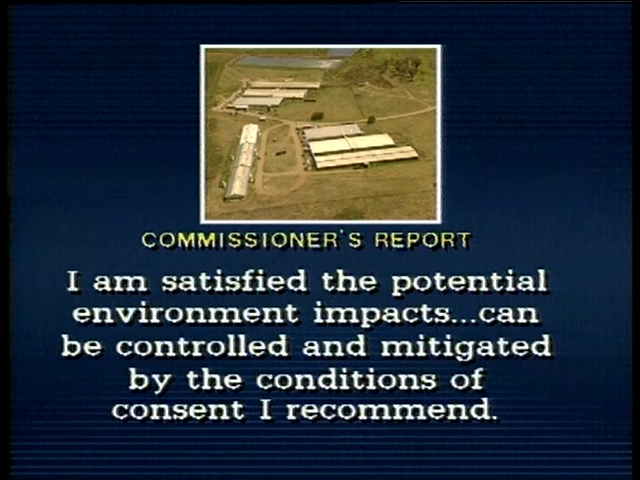 COMMISSIONER'S REPORT
I am satisfied the potential
environment impacts...can
be controlled and mitigated
by the conditions of
consent I recommend.